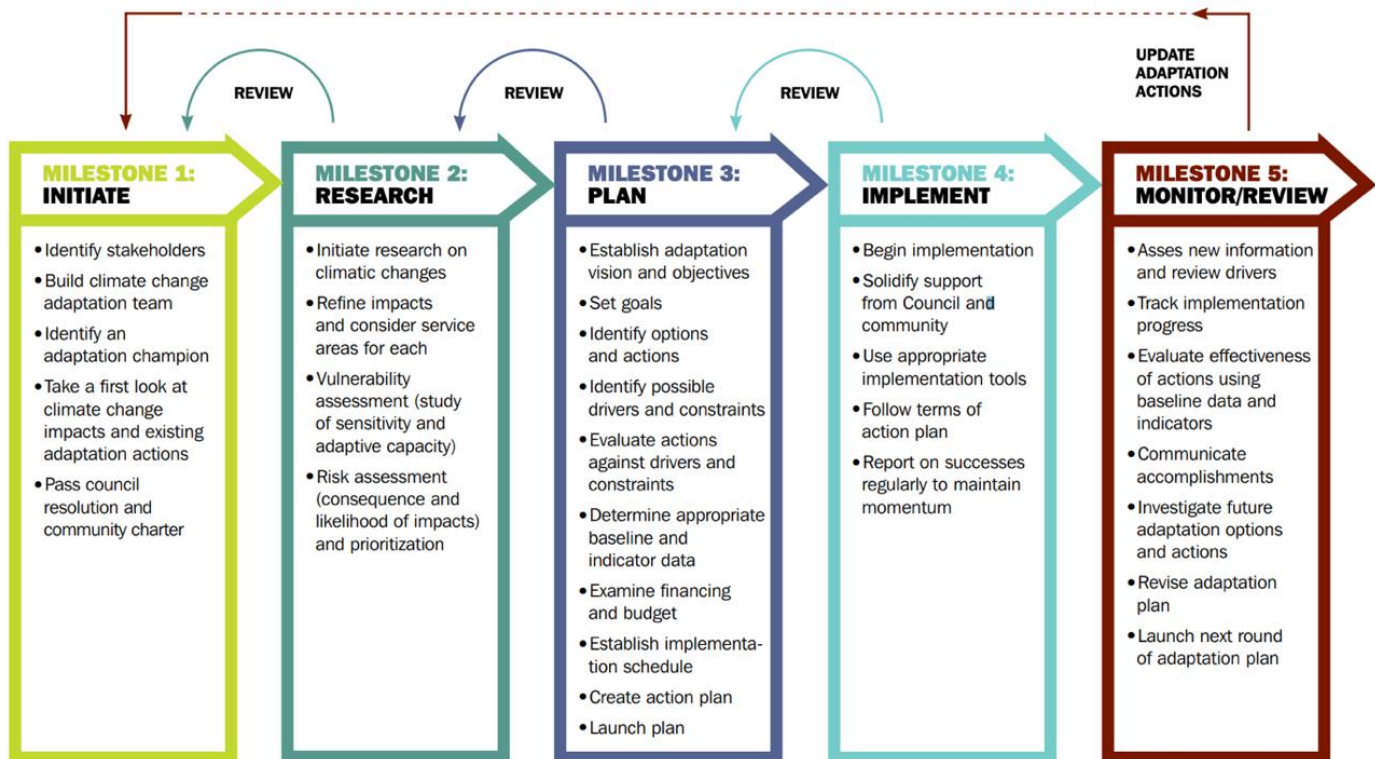 UPDATE
ADAPTATION
ACTIONS
REVIEW
REVIEW
REVIEW
MILESTONE 1:
INITIATE
• Identify stakeholders
• Build climate change
adaptation team
• Identify an
adaptation champion
• Take a first look at
climate change
impacts and existing
adaptation actions
• Pass council
resolution and
community charter
MILESTONE 2:
RESEARCH
• Initiate research on
climatic changes
• Refine impacts
and consider service
areas for each
• Vulnerability
assessment (study
of sensitivity and
adaptive capacity)
• Risk assessment
(consequence and
likelihood of impacts)
and prioritization
MILESTONE 3:
PLAN
• Establish adaptation
vision and objectives
• Set goals
• Identify options
and actions
• Identify possible
drivers and constraints
• Evaluate actions
against drivers and
constraints
• Determine appropriate
baseline and
indicator data
• Examine financing
and budget
• Establish implementa-
tion schedule
• Create action plan
• Launch plan
MILESTONE 4:
IMPLEMENT
• Begin implementation
• Solidify support
from Council and
community
• Use appropriate
implementation tools
• Follow terms of
action plan
• Report on successes
regularly to maintain
momentum
MILESTONE 5:
MONITOR/REVIEW
• Asses new information
and review drivers
• Track implementation
progress
• Evaluate effectiveness
of actions using
baseline data and
indicators
• Communicate
accomplishments
• Investigate future
adaptation options
and actions
• Revise adaptation
plan
• Launch next round
of adaptation plan